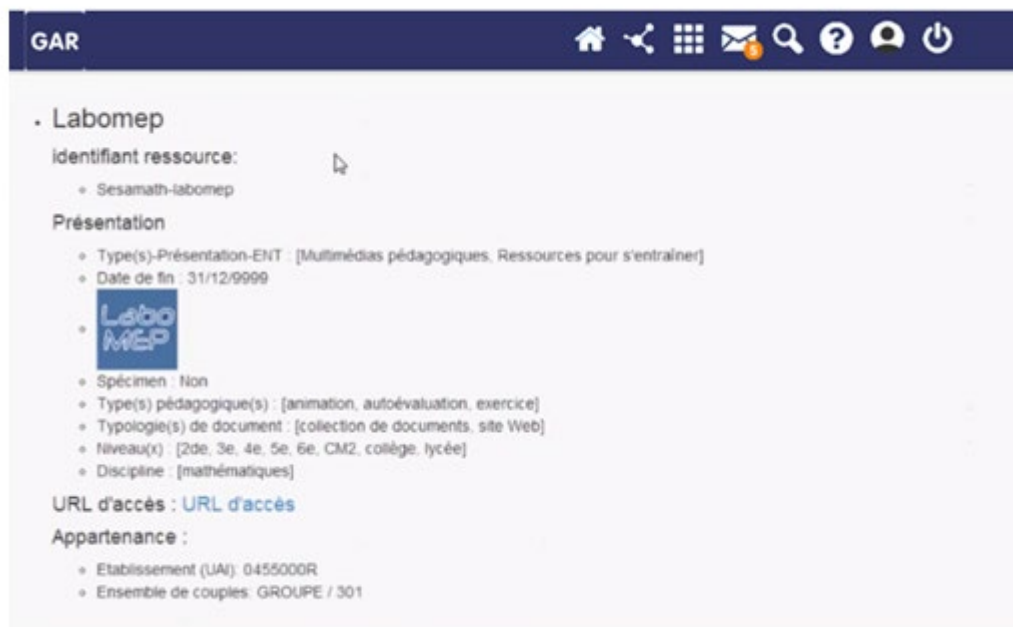 GAR
5
Labomep
identifiant ressource:
Sesamath-labomep
Présentation
Type(s)-Présentation-ENT : [Multimédias pédagogiques, Ressources pour s'entraîner]
Date de fin : 31/12/9999
Labo
MEP
Spécimen : Non
Type(s) pédagogique(s) : [animation, autoévaluation, exercice]
Typologie(s) de document : [collection de documents, site Web]
Niveau(x) : [2de, 3e, 4e, 5e, 6e, CM2, collège, lycée]
Discipline : [mathématiques]
URL d'accès : URL d'accès
Appartenance :
Etablissement (UAI): 0455000R
Ensemble de couples: GROUPE / 301